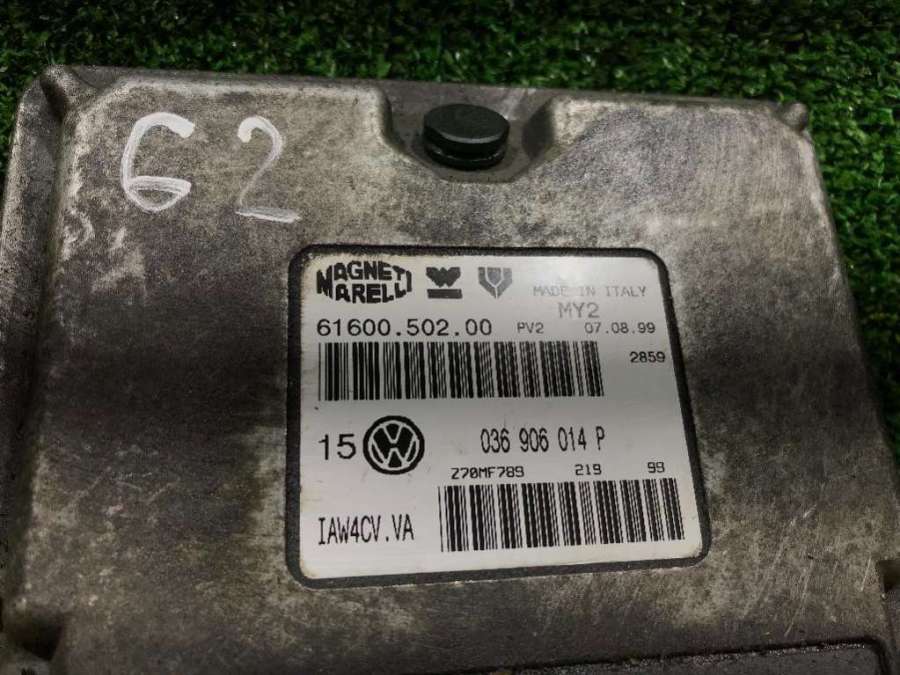 G2
MAGNETI
MARELLI
MADE IN ITALY
MY2
61600.502.00 PV2 07.08.99
2859
15 036 906 014 P
Z70MF789 219 99
IAW4CV.VA